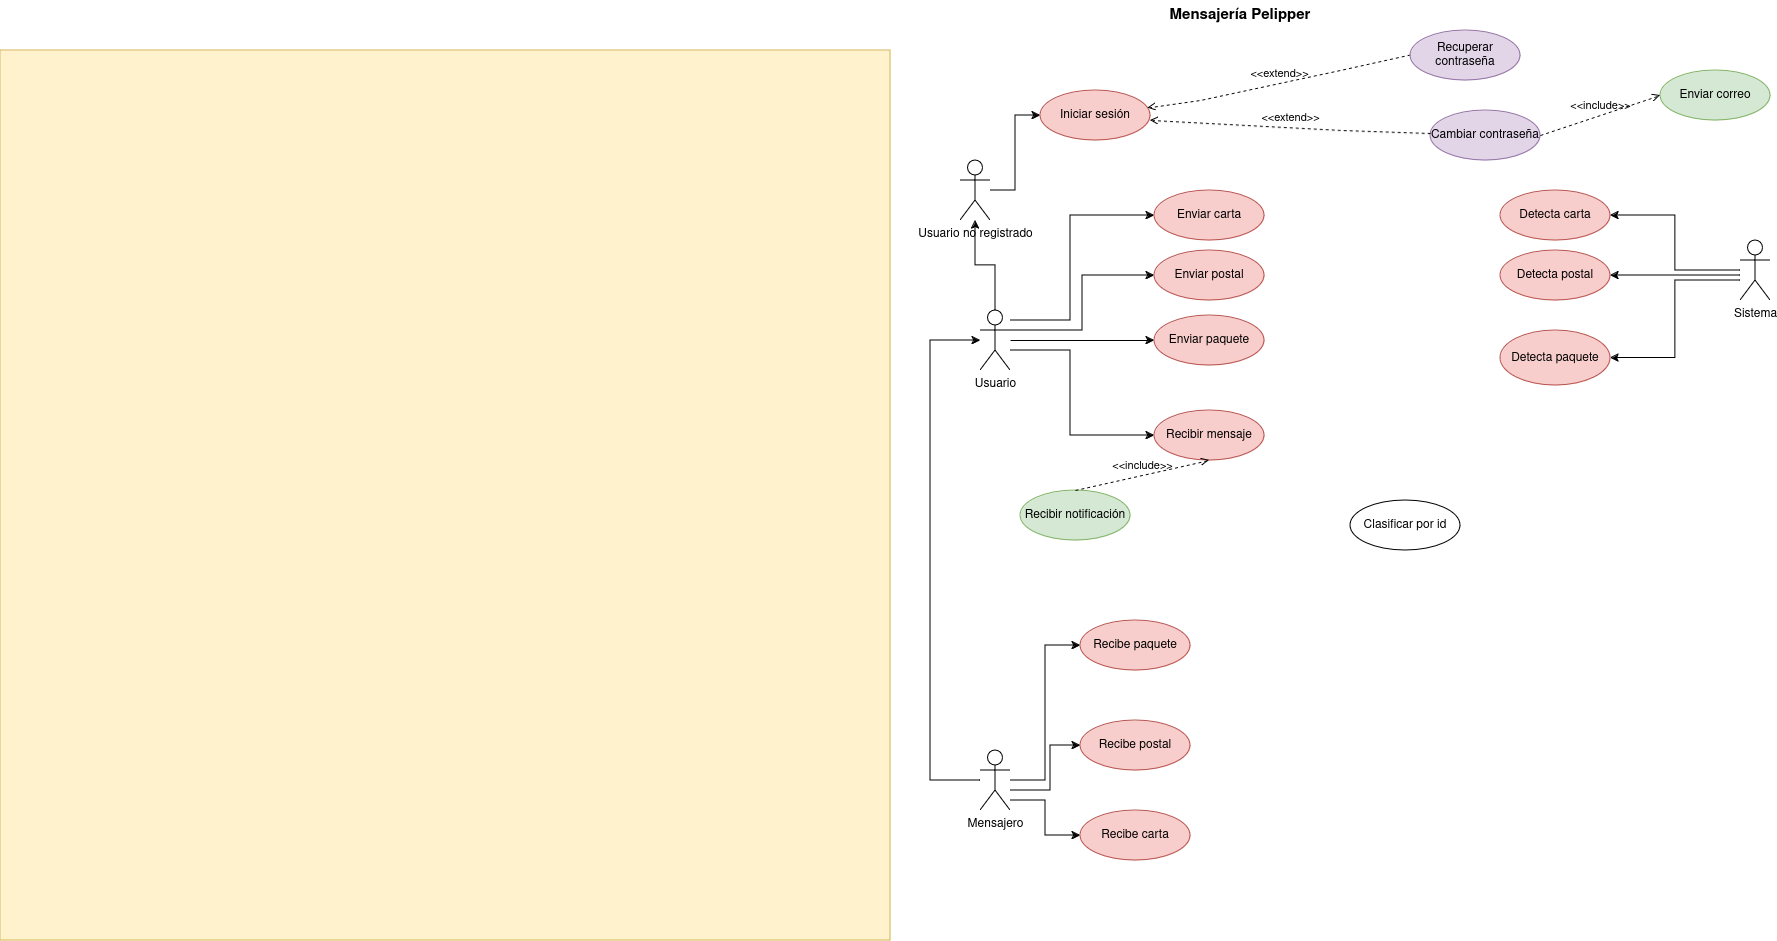 Mensajería Pelipper
Recuperar
contraseña
<<extend>>
Enviar correo
<<include>>
Iniciar sesión
<<extend>>
Cambiar contraseña
Usuario no registrado
Enviar carta
Detecta carta
Enviar postal
Detecta postal
Sistema
Enviar paquete
Detecta paquete
Usuario
Recibir mensaje
<<include>>
Recibir notificación
Clasificar por id
Recibe paquete
Recibe postal
Mensajero
Recibe carta